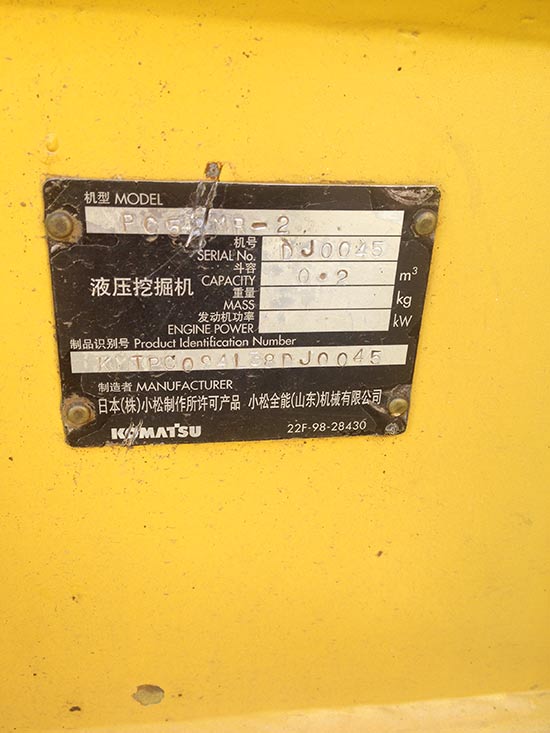 机型 MODEL
机号
SERIAL No. DJ0045
斗容
CAPACITY 0.2 m³
液压挖掘机
重量
MASS kg
发动机功率
ENGINE POWER kW
制品识别号 Product Identification Number
制造者 MANUFACTURER
日本(株)小松制作所许可产品 小松全能(山东)机械有限公司
KOMATSU 22F-98-28430